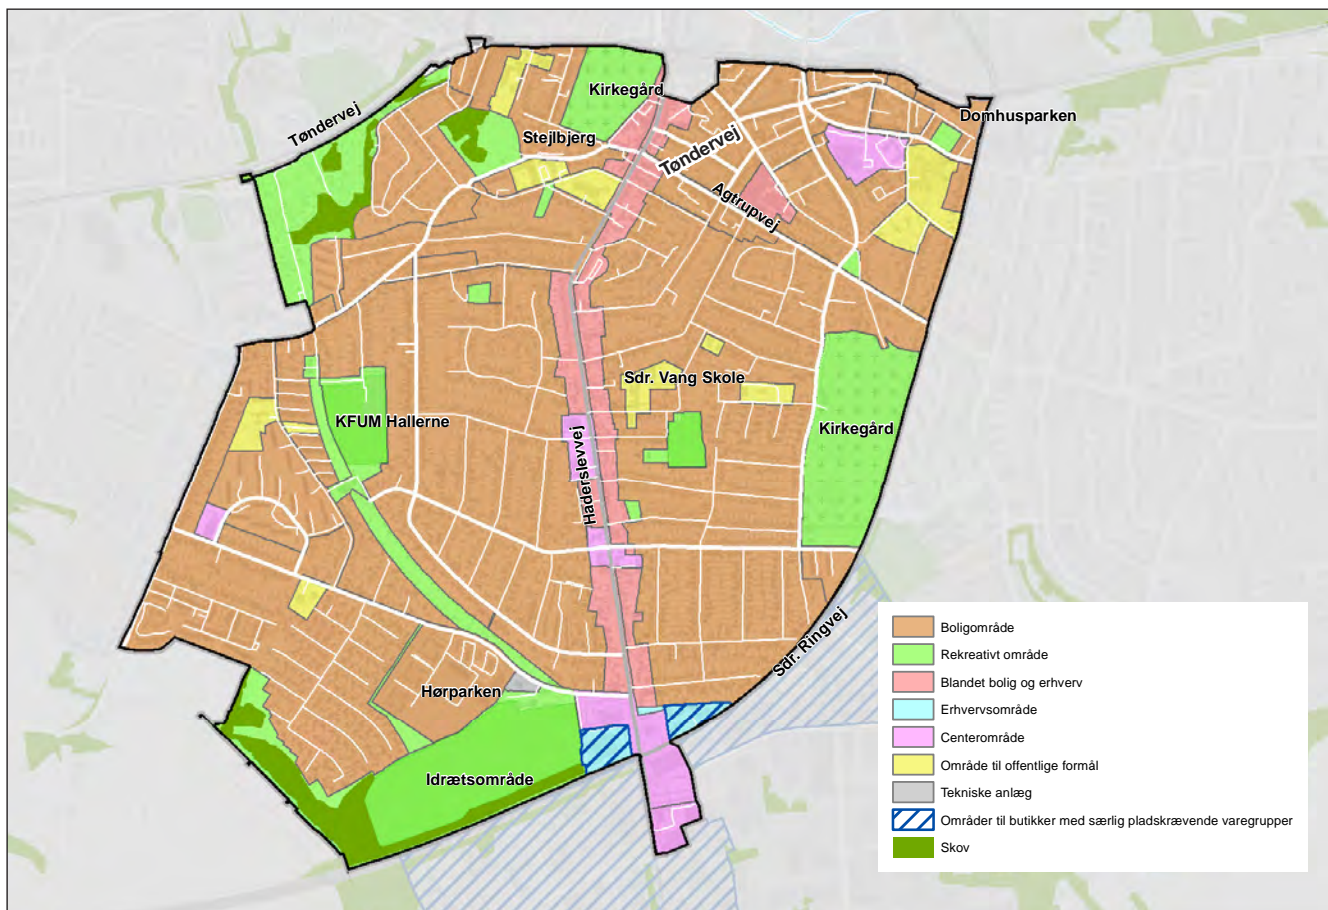 Kirkegård
Tøndervej
Domhusparken
Stejlbjerg
Tøndervej
Agtrupvej
Sdr. Vang Skole
KFUM Hallerne
Kirkegård
Haderslevvej
Sdr. Ringvej
Hørparken
Idrætsområde
Boligområde
Rekreativt område
Blandet bolig og erhverv
Erhvervsområde
Centerområde
Område til offentlige formål
Tekniske anlæg
Områder til butikker med særlig pladskrævende varegrupper
Skov